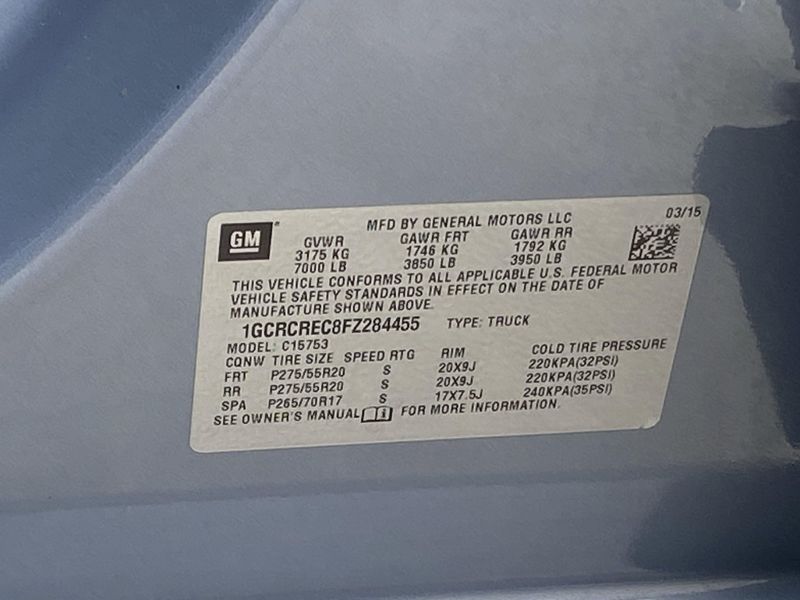 GM
MFD BY GENERAL MOTORS LLC 03/15
GVWR GAWR FRT GAWR RR
3175 KG 1746 KG 1792 KG
7000 LB 3850 LB 3950 LB
THIS VEHICLE CONFORMS TO ALL APPLICABLE U.S. FEDERAL MOTOR
VEHICLE SAFETY STANDARDS IN EFFECT ON THE DATE OF
MANUFACTURE SHOWN ABOVE.
1GCRCREC8FZ284455 TYPE: TRUCK
MODEL: C15753
CQNW TIRE SIZE SPEED RTG RIM COLD TIRE PRESSURE
FRT P275/55R20 S 20X9J 220KPA(32PSI)
RR P275/55R20 S 20X9J 220KPA(32PSI)
SPA P265/70R17 S 17X7.5J 240KPA(35PSI)
SEE OWNER'S MANUAL i FOR MORE INFORMATION.